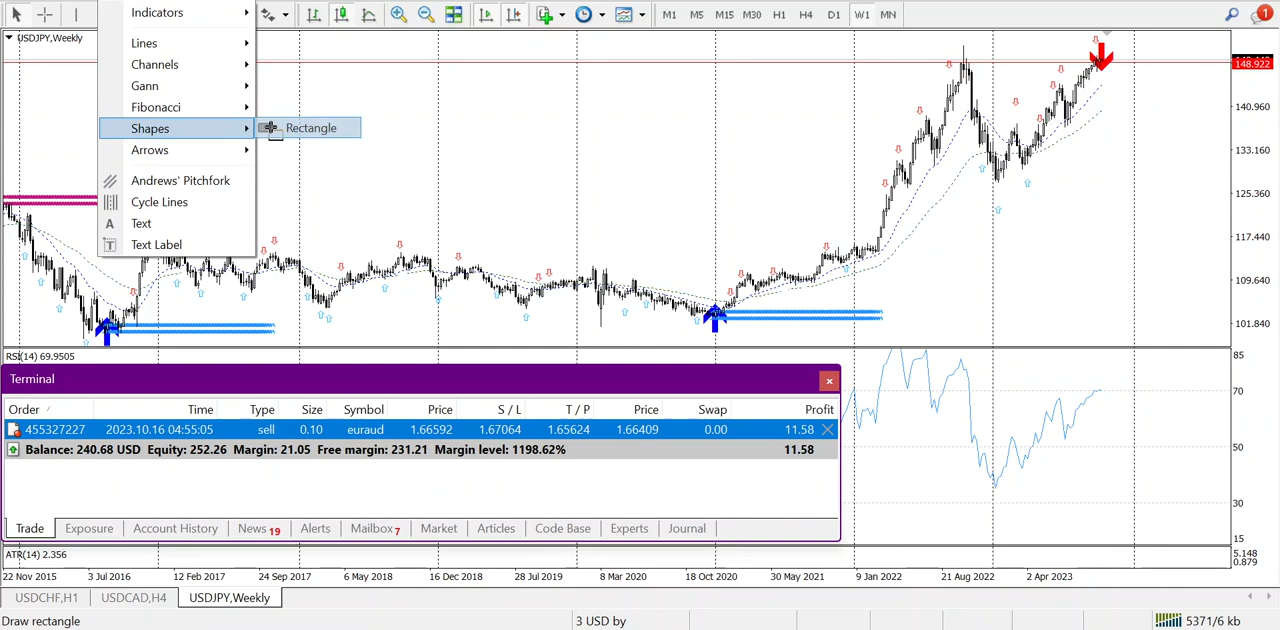 Indicators
M1 M5 M15 M30 H1 H4 D1 W1 MN
1
USDJPY,Weekly
Lines
Channels
Gann
Fibonacci
Shapes
Rectangle
Arrows
Andrews' Pitchfork
Cycle Lines
Text
Text Label
148.922
140.960
133.160
125.360
117.440
109.640
101.840
RSI(14) 69.9505
85
70
50
30
15
Terminal
Order Time Type Size Symbol Price S / L T / P Price Swap Profit
455327227 2023.10.16 04:55:05 sell 0.10 euraud 1.66592 1.67064 1.65624 1.66409 0.00 11.58
Balance: 240.68 USD Equity: 252.26 Margin: 21.05 Free margin: 231.21 Margin level: 1198.62% 11.58
Trade Exposure Account History News 19 Alerts Mailbox 7 Market Articles Code Base Experts Journal
ATR(14) 2.356
5.148
0.879
22 Nov 2015 3 Jul 2016 12 Feb 2017 24 Sep 2017 6 May 2018 16 Dec 2018 28 Jul 2019 8 Mar 2020 18 Oct 2020 30 May 2021 9 Jan 2022 21 Aug 2022 2 Apr 2023
USDCHF,H1 USDCAD,H4 USDJPY,Weekly
Draw rectangle 3 USD by 5371/6 kb